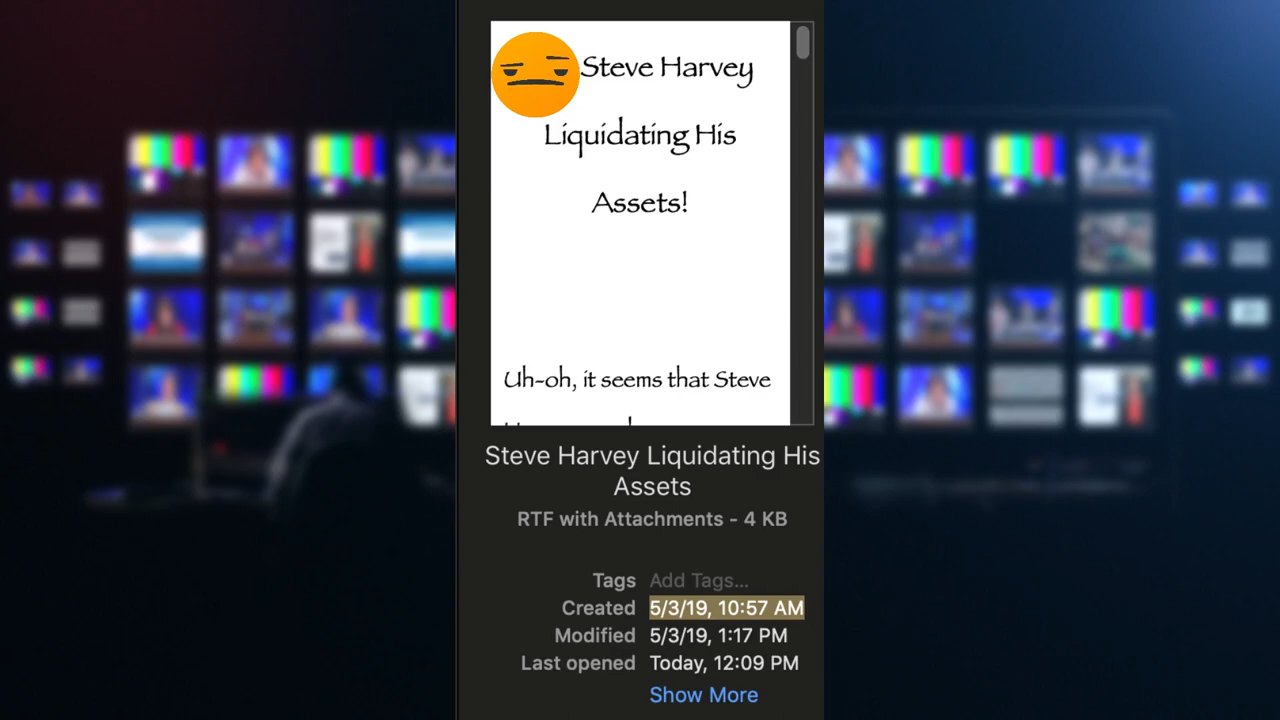 Steve Harvey
Liquidating His
Assets!
Uh-oh, it seems that Steve
Steve Harvey Liquidating His
Assets
RTF with Attachments - 4 KB
Tags Add Tags...
Created 5/3/19, 10:57 AM
Modified 5/3/19, 1:17 PM
Last opened Today, 12:09 PM
Show More